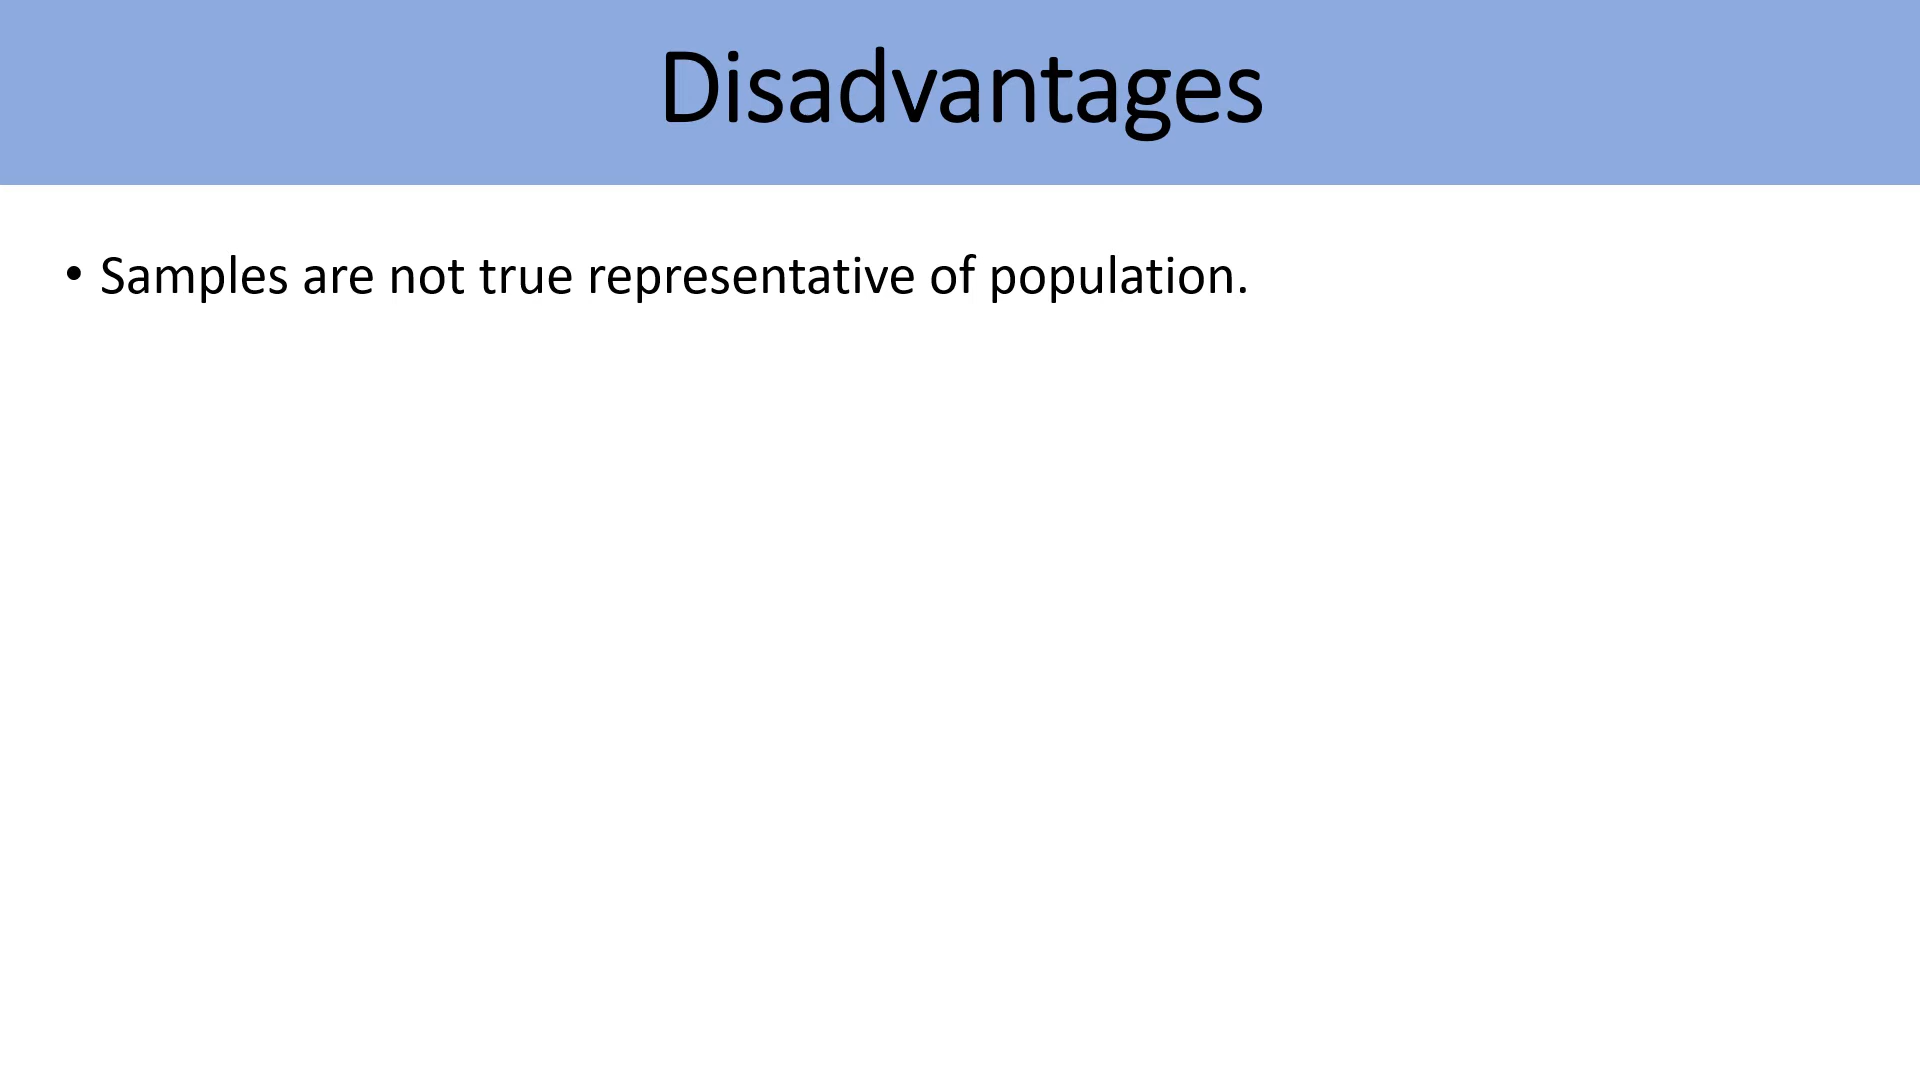 Disadvantages
• Samples are not true representative of population.